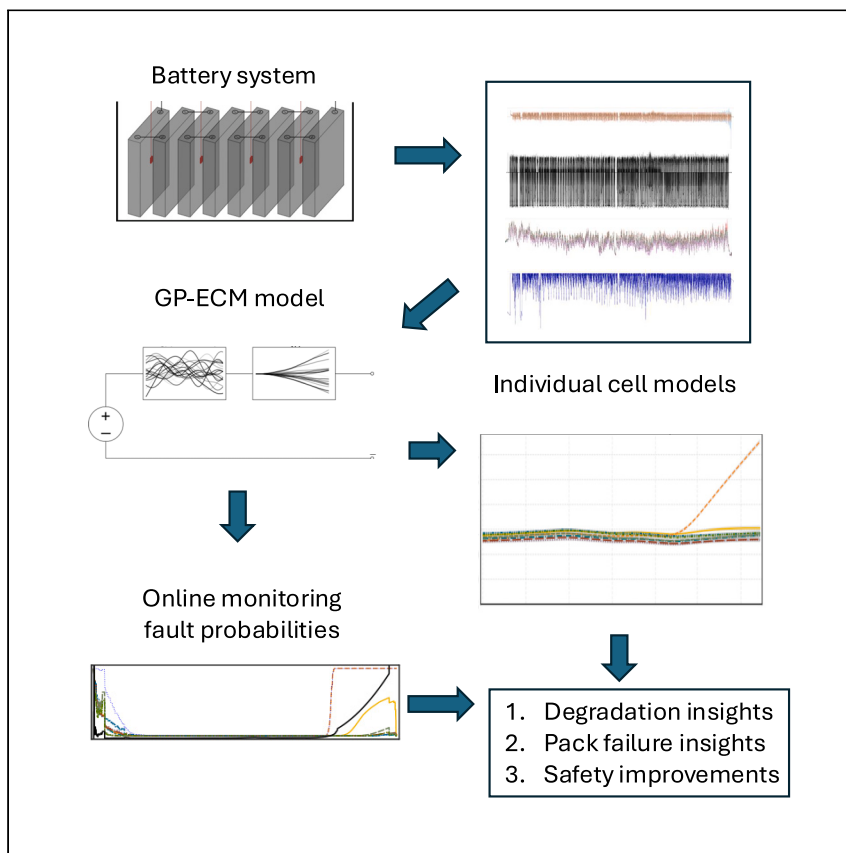 Battery system
GP-ECM model
Individual cell models
Online monitoring
fault probabilities
1. Degradation insights
2. Pack failure insights
3. Safety improvements